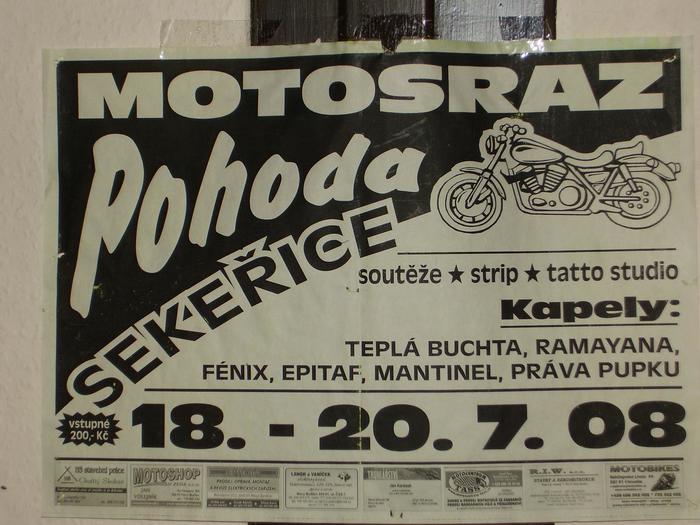 MOTOSRAZ
Pohoda
SEKEŘICE
soutěže ★ strip ★ tatto studio
Kapely:
TEPLÁ BUCHTA, RAMAYANA,
FÉNIX, EPITAF, MANTINEL, PRÁVA PUPKU
vstupné
200,- Kč
18. - 20. 7. 08
MOTOSHOP
R.I.W.
MOTOBIKES